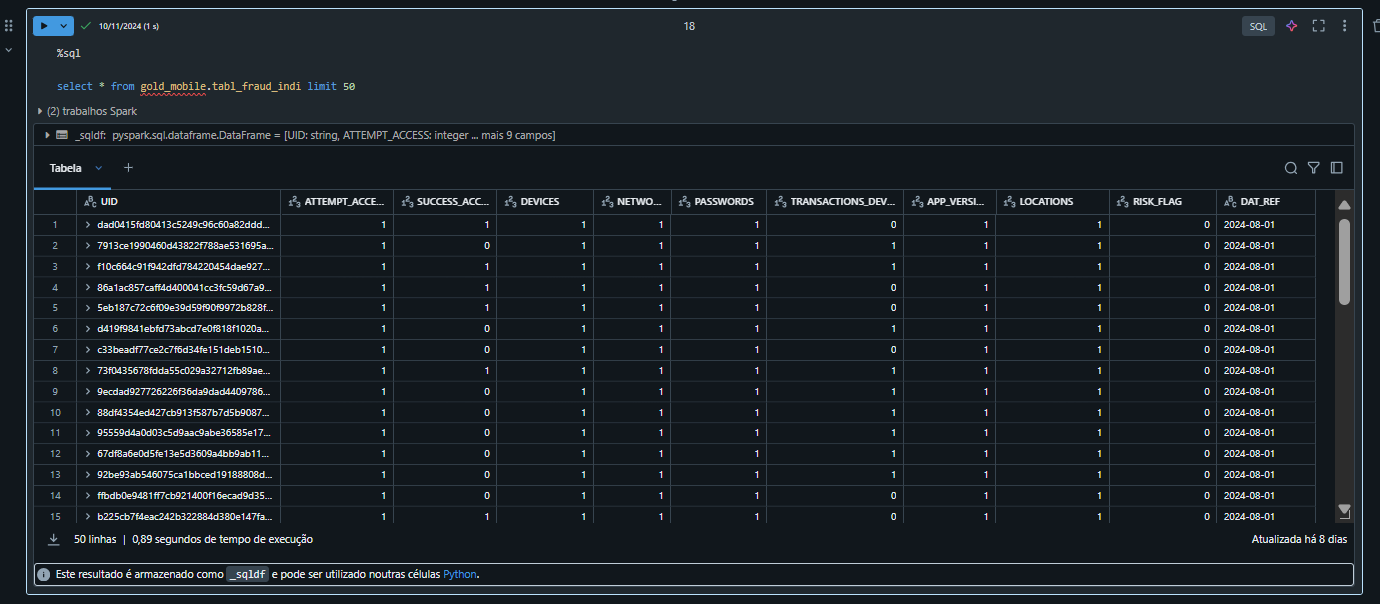 10/11/2024 (1 s)
18
SQL
%sql
select * from gold_mobile.tabl_fraud_indi limit 50
(2) trabalhos Spark
_sqldf: pyspark.sql.dataframe.DataFrame = [UID: string, ATTEMPT_ACCESS: integer ... mais 9 campos]
Tabela +
UID ATTEMPT_ACCE... SUCCESS_ACC... DEVICES NETWO... PASSWORDS TRANSACTIONS_DEV... APP_VERSI... LOCATIONS RISK_FLAG DAT_REF
1 dad0415fd80413c5249c96c60a82ddd... 1 1 1 1 1 0 1 1 0 2024-08-01
2 7913ce1990460d43822f788ae531695a... 1 0 1 1 1 1 1 1 0 2024-08-01
3 f10c664c91f942dfd784220454dae927... 1 1 1 1 1 1 1 1 0 2024-08-01
4 86a1ac857caff4d400041cc3fc59d67a9... 1 1 1 1 1 0 1 1 0 2024-08-01
5 5eb187c72c6f09e39d59f90f9972b828f... 1 1 1 1 1 0 1 1 0 2024-08-01
6 d419f9841ebfd73abcd7e0f818f1020a... 1 0 1 1 1 1 1 1 0 2024-08-01
7 c33beadf77ce2c7f6d34fe151deb1510... 1 0 1 1 1 0 1 1 0 2024-08-01
8 73f0435678fdda55c029a32712fb89ae... 1 1 1 1 1 1 1 1 0 2024-08-01
9 9ecdad927726226f36da9dad4409786... 1 0 1 1 1 1 1 1 0 2024-08-01
10 88df4354ed427cb913f587b7d5b9087... 1 0 1 1 1 1 1 1 0 2024-08-01
11 95559d4a0d03c5d9aac9abe36585e17... 1 0 1 1 1 1 1 1 0 2024-08-01
12 67df8a6e0d5fe13e5d3609a4bb9ab11... 1 0 1 1 1 1 1 1 0 2024-08-01
13 92be93ab546075ca1bbced19188808d... 1 0 1 1 1 1 1 1 0 2024-08-01
14 ffbdb0e9481ff7cb921400f16ecad9d35... 1 0 1 1 1 0 1 1 0 2024-08-01
15 b225cb7f4eac242b322884d380e147fa... 1 1 1 1 1 0 1 1 0 2024-08-01
50 linhas | 0,89 segundos de tempo de execução
Atualizada há 8 dias
Este resultado é armazenado como _sqldf e pode ser utilizado noutras células Python.